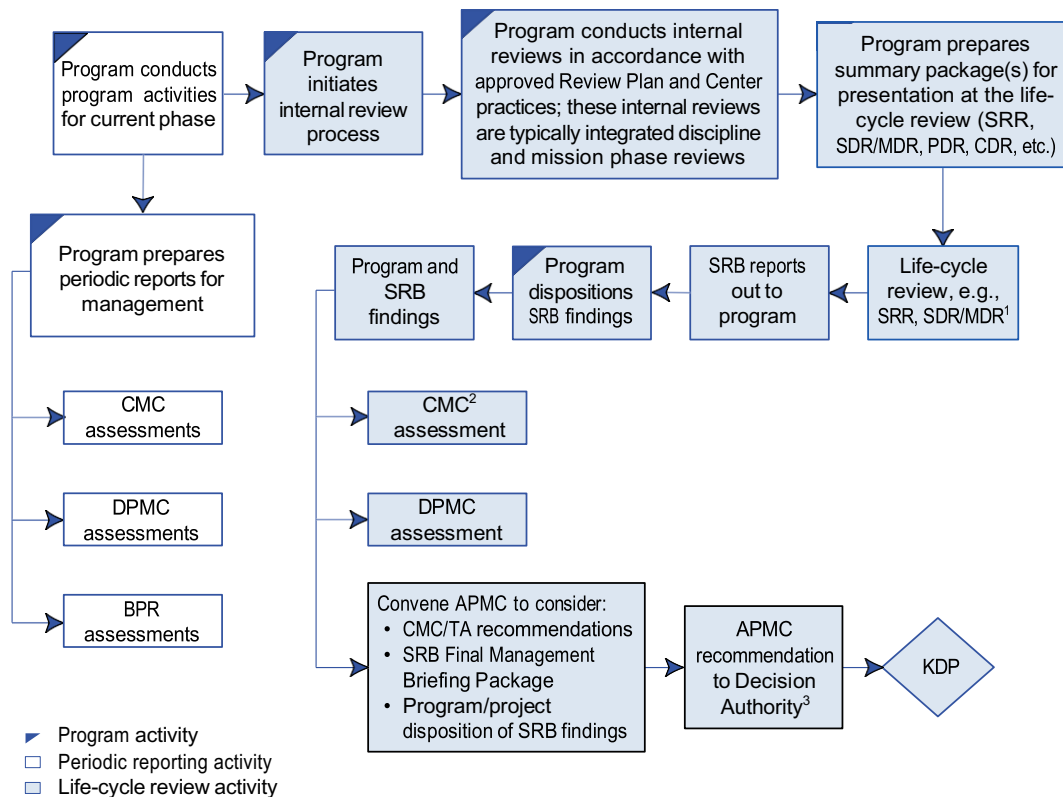 Program conducts
program activities
for current phase
Program
initiates
internal review
process
Program conducts internal
reviews in accordance with
approved Review Plan and Center
practices; these internal reviews
are typically integrated discipline
and mission phase reviews
Program prepares
summary package(s) for
presentation at the life-
cycle review (SRR,
SDR/MDR, PDR, CDR, etc.)
Program prepares
periodic reports for
management
Program and
SRB
findings
Program
dispositions
SRB findings
SRB reports
out to
program
Life-cycle
review, e.g.,
SRR, SDR/MDR1
CMC
assessments
DPMC
assessments
BPR
assessments
CMC2
assessment
DPMC
assessment
Convene APMC to consider:
• CMC/TA recommendations
• SRB Final Management
Briefing Package
• Program/project
disposition of SRB findings
APMC
recommendation
to Decision
Authority3
KDP
Program activity
Periodic reporting activity
Life-cycle review activity